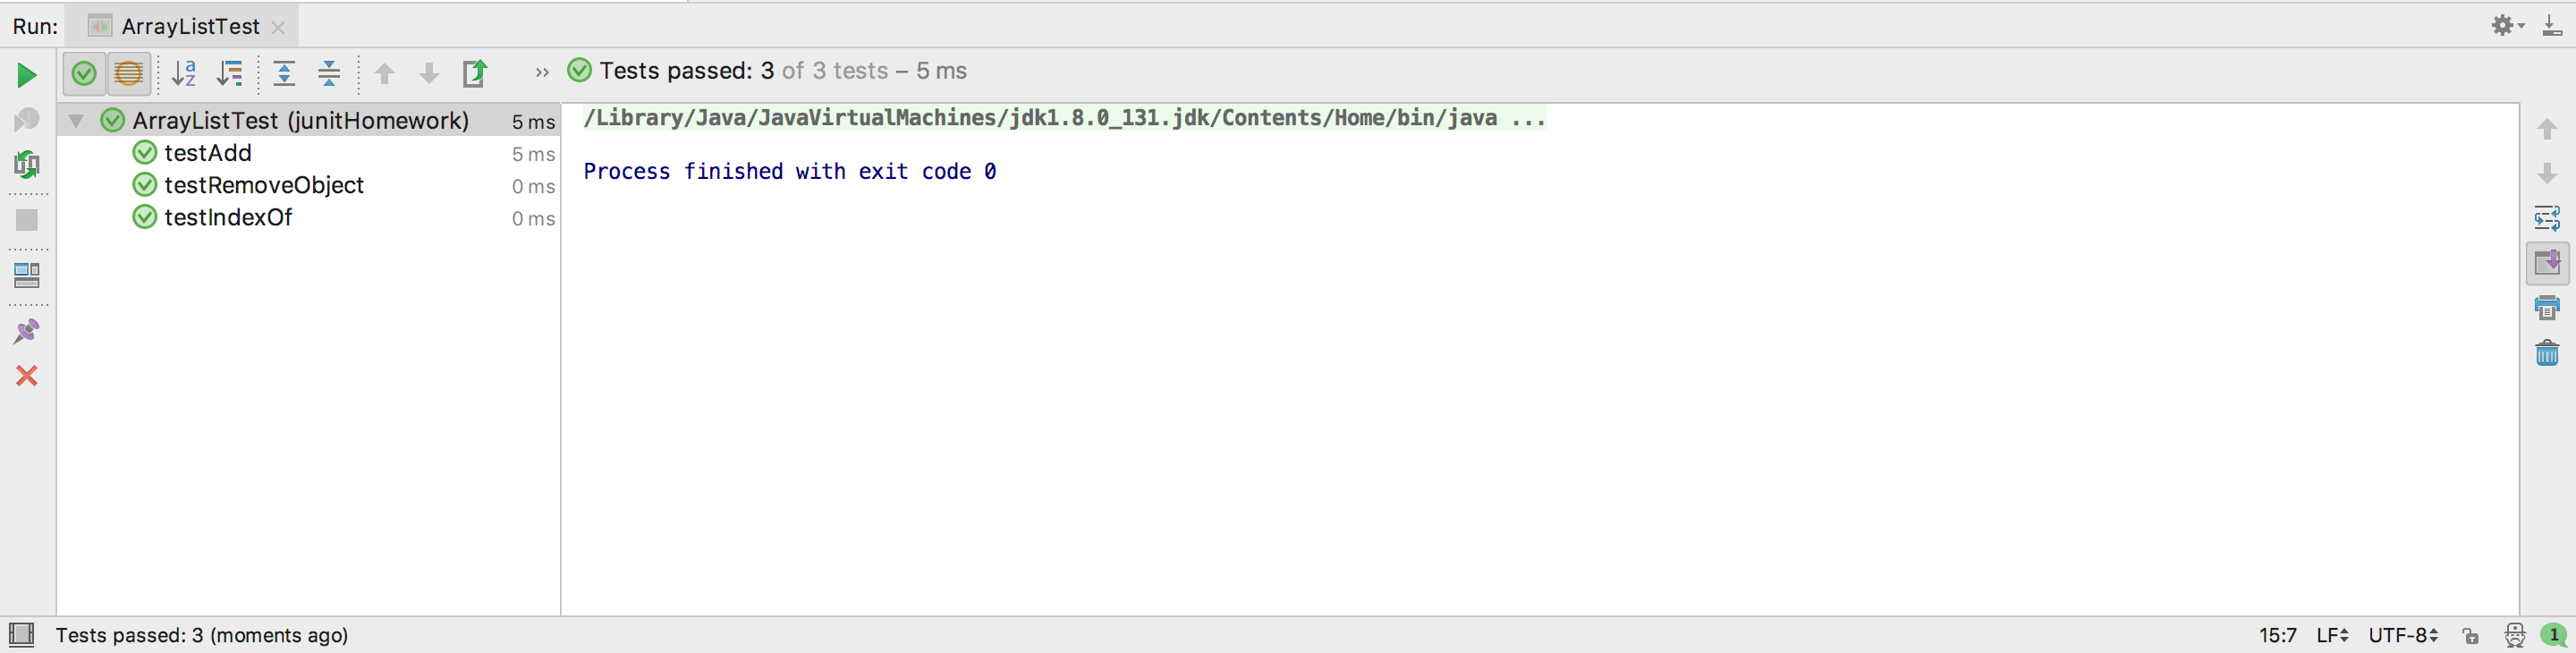 Run: ArrayListTest
Tests passed: 3 of 3 tests – 5 ms
ArrayListTest (junitHomework) 5 ms
testAdd 5 ms
testRemoveObject 0 ms
testIndexOf 0 ms
/Library/Java/JavaVirtualMachines/jdk1.8.0_131.jdk/Contents/Home/bin/java ...
Process finished with exit code 0
Tests passed: 3 (moments ago)
15:7 LF UTF-8 1